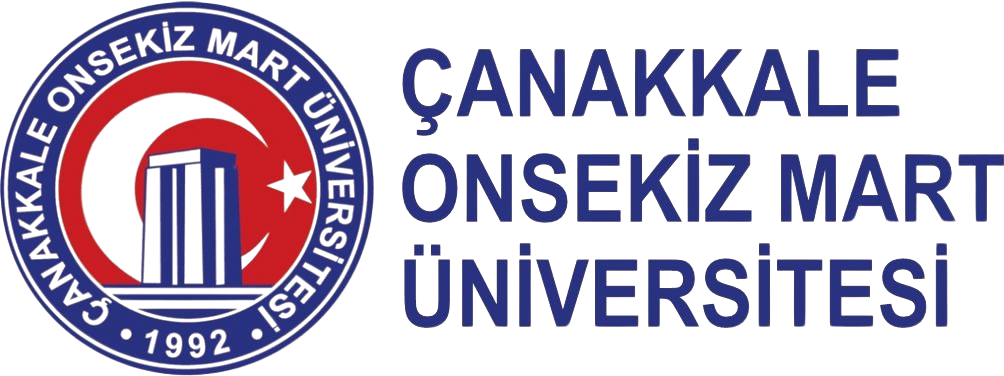 ÇANAKKALE ONSEKİZ MART ÜNİVERSİTESİ
• 1992 •
ÇANAKKALE
ONSEKİZ MART
ÜNİVERSİTESİ